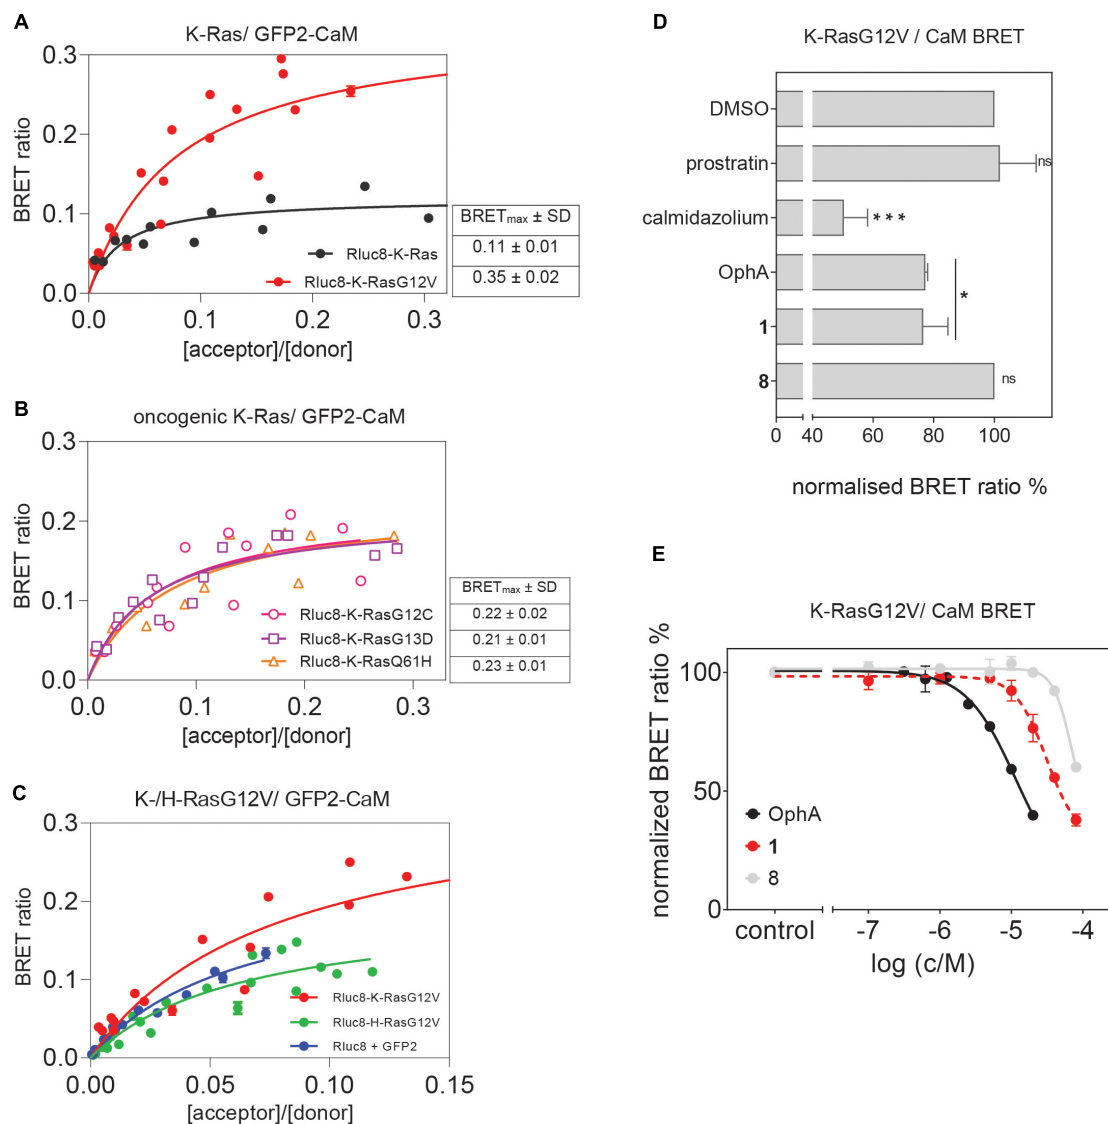 A
K-Ras/ GFP2-CaM
0.3
0.2
0.1
0.0
BRET ratio
0.0 0.1 0.2 0.3
[acceptor]/[donor]
Rluc8-K-Ras
Rluc8-K-RasG12V
BRETmax ± SD
0.11 ± 0.01
0.35 ± 0.02
B
oncogenic K-Ras/ GFP2-CaM
0.3
0.2
0.1
0.0
BRET ratio
0.0 0.1 0.2 0.3
[acceptor]/[donor]
Rluc8-K-RasG12C
Rluc8-K-RasG13D
Rluc8-K-RasQ61H
BRETmax ± SD
0.22 ± 0.02
0.21 ± 0.01
0.23 ± 0.01
C
K-/H-RasG12V/ GFP2-CaM
0.3
0.2
0.1
0.0
BRET ratio
0.00 0.05 0.10 0.15
[acceptor]/[donor]
Rluc8-K-RasG12V
Rluc8-H-RasG12V
Rluc8 + GFP2
D
K-RasG12V / CaM BRET
DMSO
prostratin ns
calmidazolium ***
OphA
*
1
8 ns
0 40 60 80 100
normalised BRET ratio %
E
K-RasG12V/ CaM BRET
normalized BRET ratio %
100
50
0
OphA
1
8
control -7 -6 -5 -4
log (c/M)